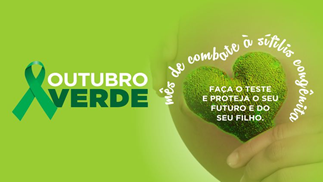 OUTUBRO
VERDE
mês de combate à sífilis congênita
FAÇA O TESTE
E PROTEJA O SEU
FUTURO E DO
SEU FILHO.